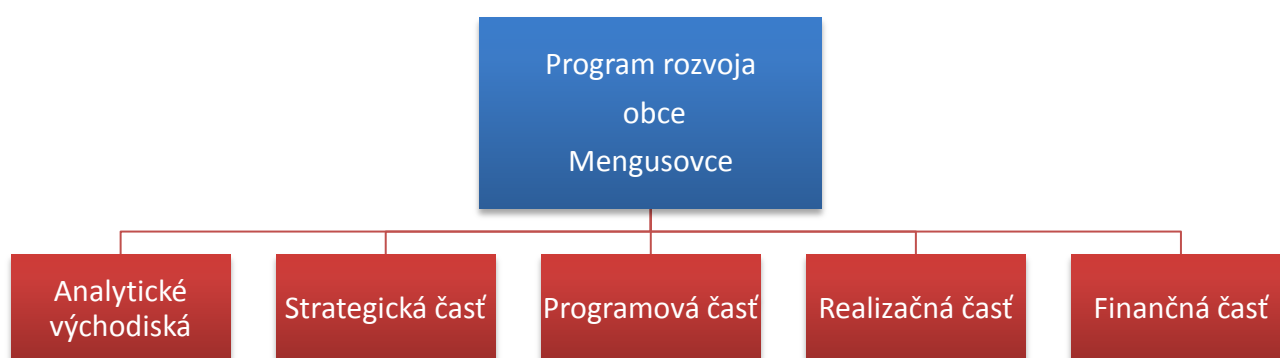 Program rozvoja
obce
Mengusovce
Analytické
východiská
Strategická časť
Programová časť
Realizačná časť
Finančná časť